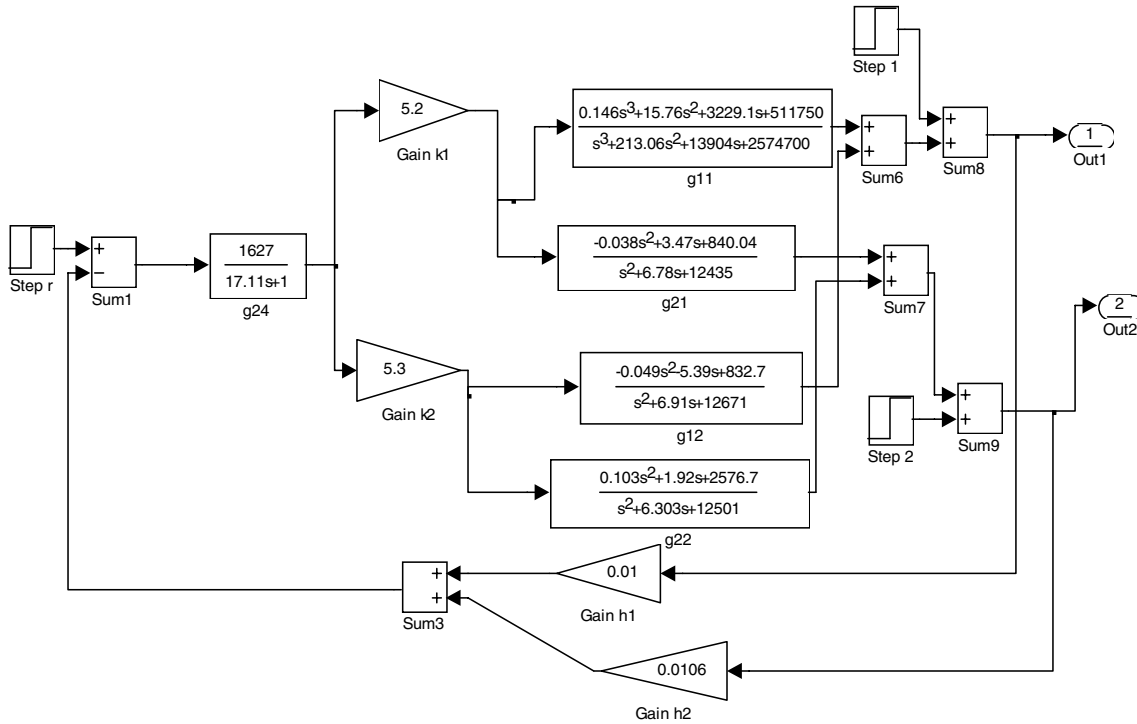 Step 1
5.2
Gain k1
0.146s³+15.76s²+3229.1s+511750
s³+213.06s²+13904s+2574700
g11
+
+
Sum6
+
+
Sum8
1
Out1
Step r
+
−
Sum1
1627
17.11s+1
g24
-0.038s²+3.47s+840.04
s²+6.78s+12435
g21
+
+
Sum7
2
Out2
5.3
Gain k2
-0.049s²-5.39s+832.7
s²+6.91s+12671
g12
Step 2
+
+
Sum9
0.103s²+1.92s+2576.7
s²+6.303s+12501
g22
+
+
Sum3
0.01
Gain h1
0.0106
Gain h2